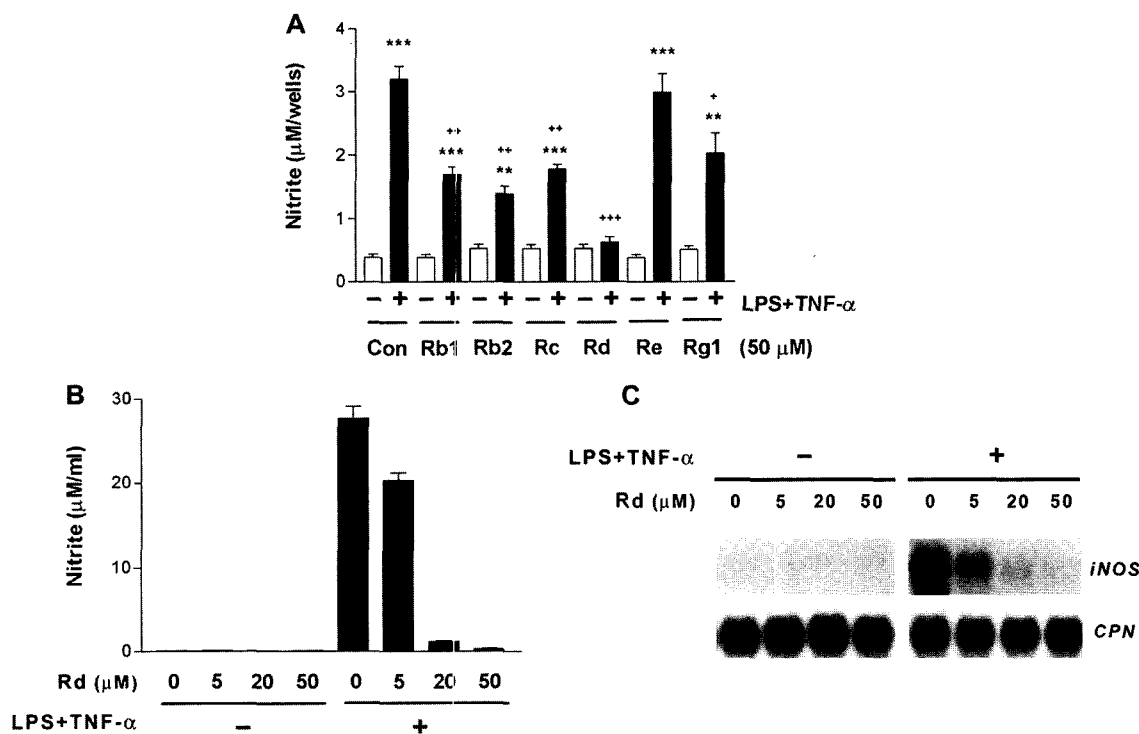 A
4
3
2
1
0
Nitrite (μM/wells)
*** ++ *** ++ ** ++ *** +++ *** + **
− + − + − + − + − + − + − + LPS+TNF-α
Con Rb1 Rb2 Rc Rd Re Rg1 (50 μM)
B
30
20
10
0
Nitrite (μM/ml)
Rd (μM) 0 5 20 50 0 5 20 50
LPS+TNF-α − +
C
LPS+TNF-α − +
Rd (μM) 0 5 20 50 0 5 20 50
iNOS
CPN